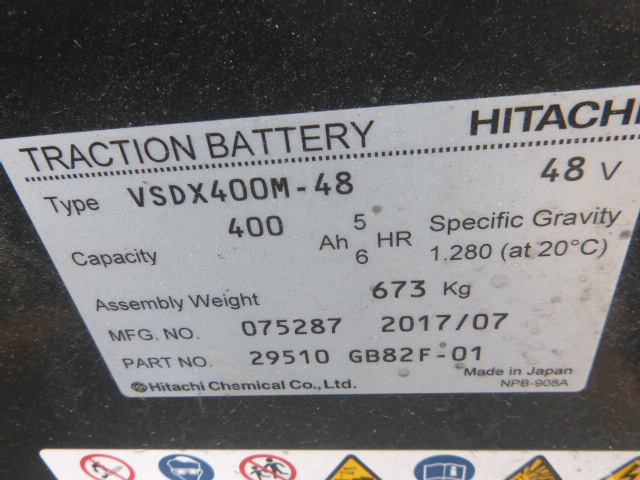 TRACTION BATTERY HITACHI
Type VSDX400M-48 48 V
Capacity 400 Ah 5 HR Specific Gravity
6 1.280 (at 20°C)
Assembly Weight 673 Kg
MFG. NO. 075287 2017/07
PART NO. 29510 GB82F-01
Made in Japan
Hitachi Chemical Co., Ltd. NPB-908A